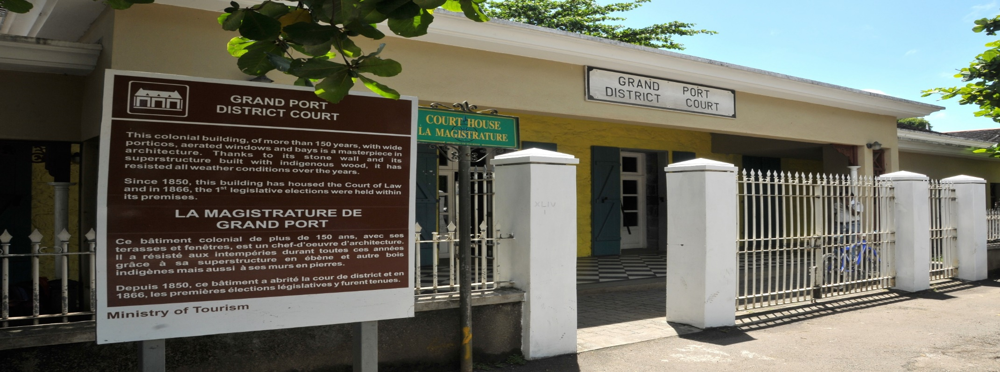 GRAND PORT
DISTRICT COURT
This colonial building, of more than 150 years, with wide
porticos, aerated windows and bays is a masterpiece in
architecture. Thanks to its stone wall and its
superstructure built with indigenous wood, it has
resisted all weather conditions over the years.
Since 1850, this building has housed the Court of Law
and in 1866, the 1st legislative elections were held within
its premises.
LA MAGISTRATURE DE
GRAND PORT
Ce bâtiment colonial de plus de 150 ans, avec ses
terasses et fenêtres, est un chef-d'oeuvre d'architecture.
Il a résisté aux intempéries durant toutes ces années
grâce à sa superstructure en ébène et autre bois
indigènes mais aussi à ses murs en pierres.
Depuis 1850, ce bâtiment a abrité la cour de district et en
1866, les premières élections législatives y furent tenues.
Ministry of Tourism
COURT HOUSE
LA MAGISTRATURE
GRAND PORT
DISTRICT COURT
XLIV
I